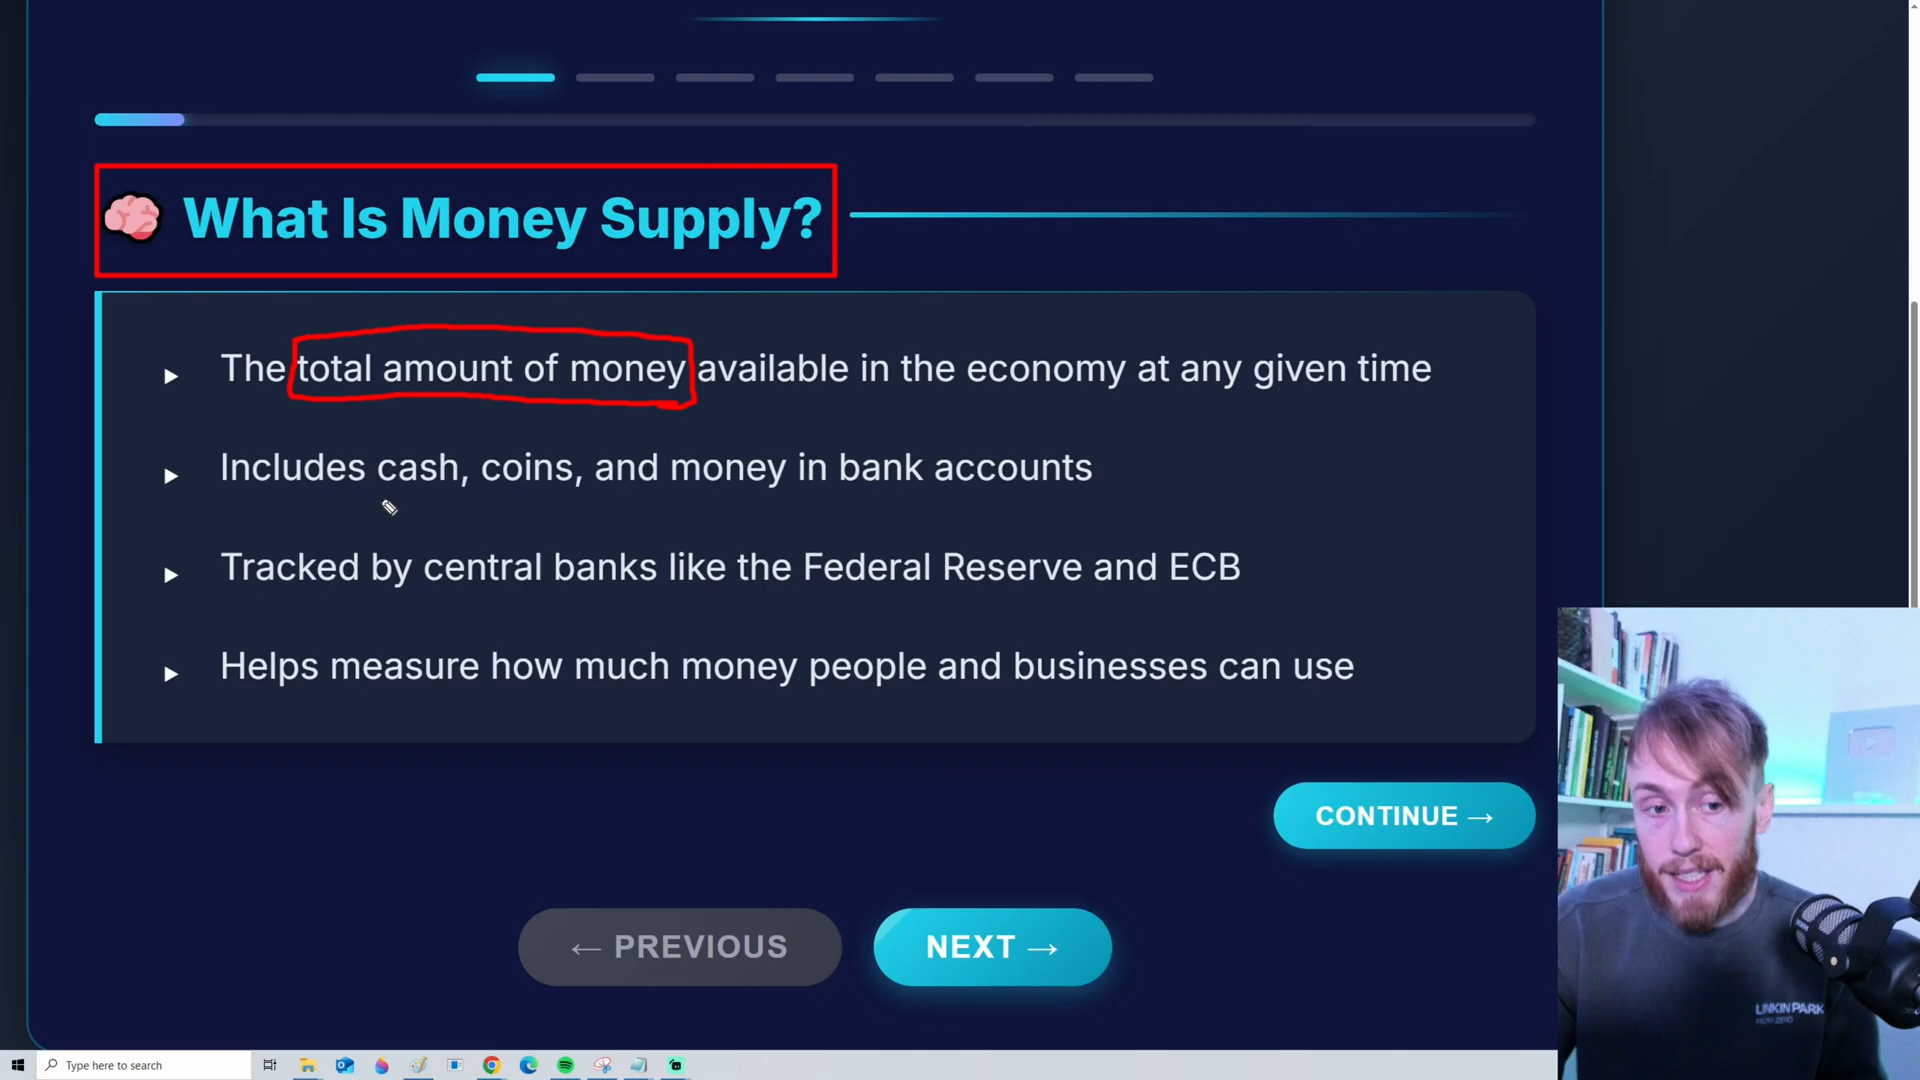 🧠 What Is Money Supply?
▸ The total amount of money available in the economy at any given time
▸ Includes cash, coins, and money in bank accounts
▸ Tracked by central banks like the Federal Reserve and ECB
▸ Helps measure how much money people and businesses can use
CONTINUE →
← PREVIOUS
NEXT →
LINKIN PARK
FROM ZERO
Type here to search